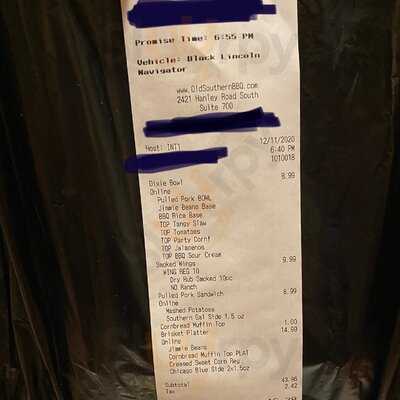 Promise Time: 6:55 PM
Vehicle: Black Lincoln
Navigator
www.OldSouthernBBQ.com
2421 Hanley Road South
Suite 700
Host: INT1 12/11/2020
6:40 PM
1010018
Dixie Bowl 8.99
Online
Pulled Pork BOWL
Jimmie Beans Base
BBQ Rice Base
TOP Tangy Slaw
TOP Tomatoes
TOP Party Corn!
TOP Jalapenos
TOP BBQ Sour Cream
Smoked Wings 9.99
WING REG 10
Dry Rub Smoked 10pc
NO Ranch
Pulled Pork Sandwich 8.99
Online
Mashed Potatoes
Southern Gal Side 1.5 oz
Cornbread Muffin Top 1.00
Brisket Platter 14.99
Online
Jimmie Beans
Cornbread Muffin Top PLAT
Creamed Sweet Corn Reg
Chicago Blue Side 2x1.5oz
Subtotal 43.96
Tax 2.42